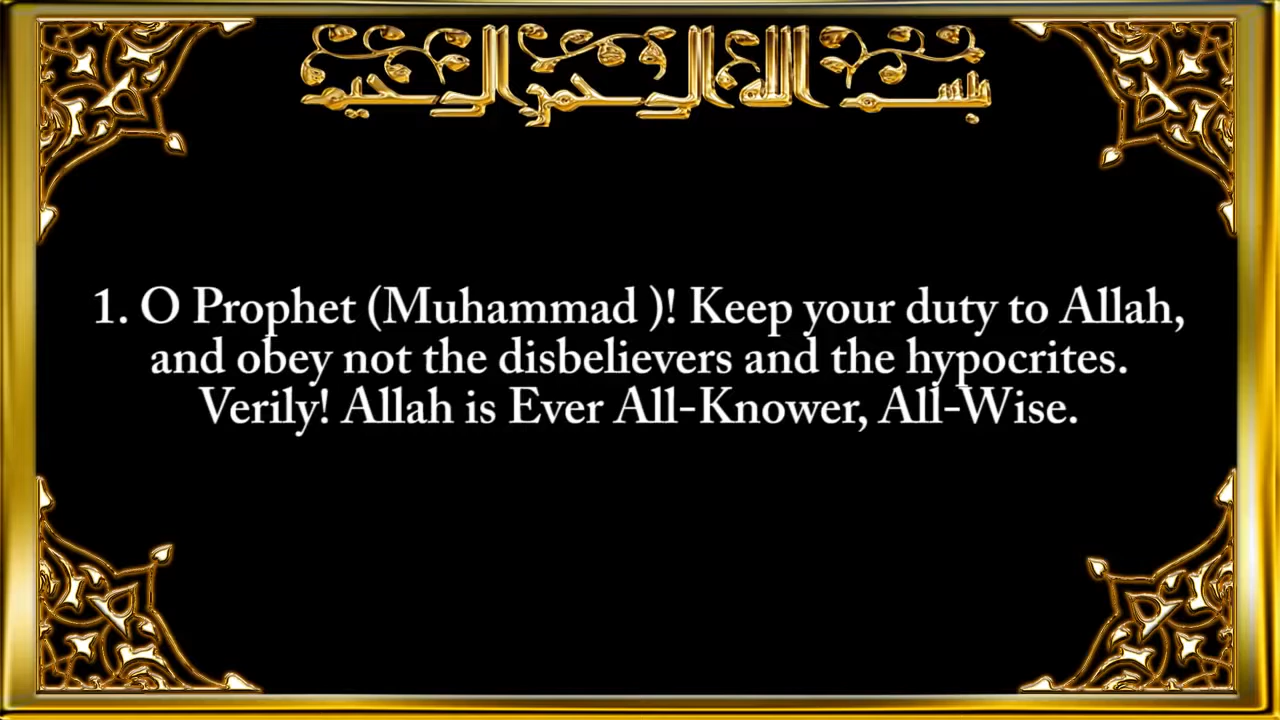 بسم الله الرحمن الرحيم
1. O Prophet (Muhammad )! Keep your duty to Allah,
and obey not the disbelievers and the hypocrites.
Verily! Allah is Ever All-Knower, All-Wise.